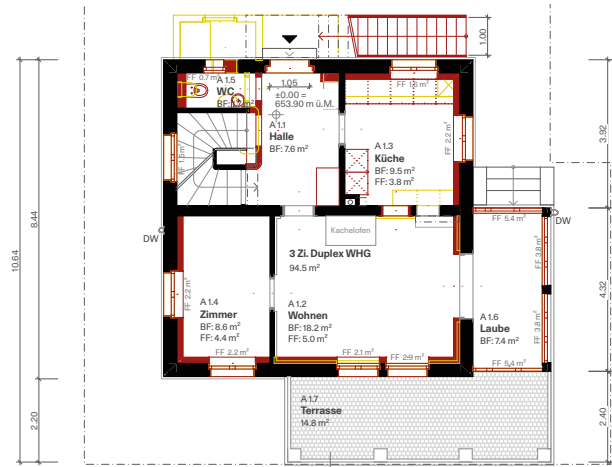 1.00
FF 0.7 m²
A 1.5
WC
1.05
±0.00 =
653.90 m ü.M.
FF 1.6 m²
A 1.1
Halle
BF: 7.6 m²
A 1.3
Küche
BF: 9.5 m²
FF: 3.8 m²
FF 1.5 m²
FF 2.2 m²
3.92
8.44
10.64
DW
Kachelofen
FF 5.4 m²
DW
3 Zi. Duplex WHG
94.5 m²
FF 2.2 m²
FF 3.8 m²
A 1.4
Zimmer
BF: 8.6 m²
FF: 4.4 m²
A 1.2
Wohnen
BF: 18.2 m²
FF: 5.0 m²
A 1.6
Laube
BF: 7.4 m²
FF 3.8 m²
4.32
FF 2.2 m²
FF 2.1 m²
FF 2.9 m²
FF 5.4 m²
A 1.7
Terrasse
14.8 m²
2.20
2.40